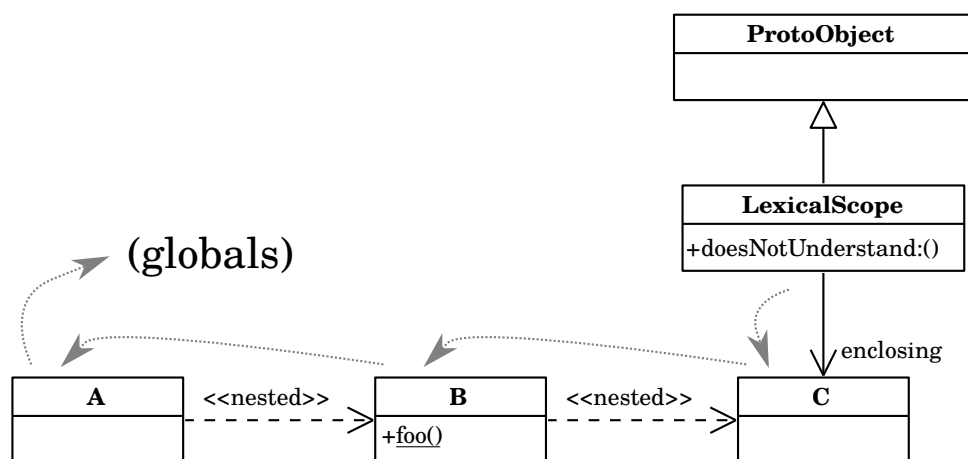 ProtoObject
LexicalScope
+doesNotUnderstand:()
(globals)
enclosing
A
<<nested>>
B
<<nested>>
C
+foo()